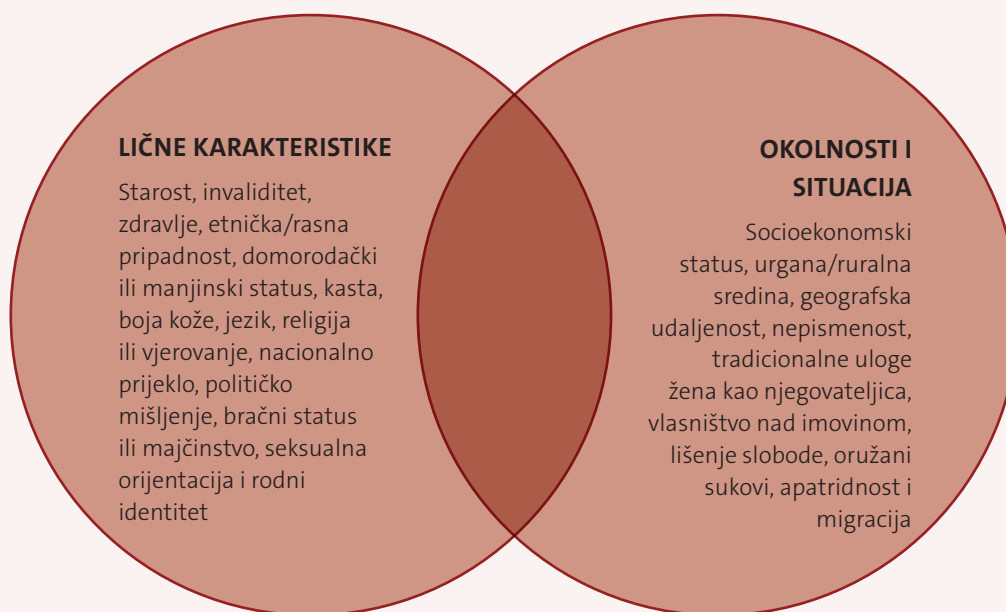 LIČNE KARAKTERISTIKE
Starost, invaliditet,
zdravlje, etnička/rasna
pripadnost, domorodački
ili manjinski status, kasta,
boja kože, jezik, religija
ili vjerovanje, nacionalno
prijeklo, političko
mišljenje, bračni status
ili majčinstvo, seksualna
orijentacija i rodni
identitet
OKOLNOSTI I
SITUACIJA
Socioekonomski
status, urgana/ruralna
sredina, geografska
udaljenost, nepismenost,
tradicionalne uloge
žena kao njegovateljica,
vlasništvo nad imovinom,
lišenje slobode, oružani
sukovi, apatridnost i
migracija